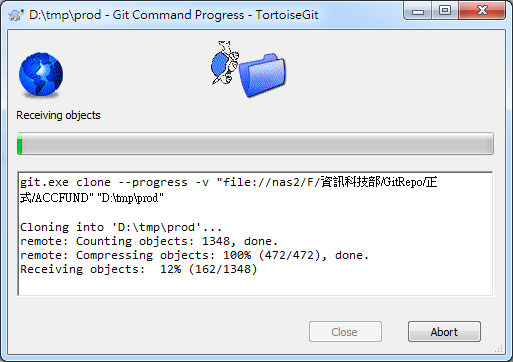 D:\tmp\prod - Git Command Progress - TortoiseGit
Receiving objects
git.exe clone --progress -v "file://nas2/F/資訊科技部/GitRepo/正
式/ACCFUND" "D:\tmp\prod"
Cloning into 'D:\tmp\prod'...
remote: Counting objects: 1348, done.
remote: Compressing objects: 100% (472/472), done.
Receiving objects:  12% (162/1348)
Close
Abort